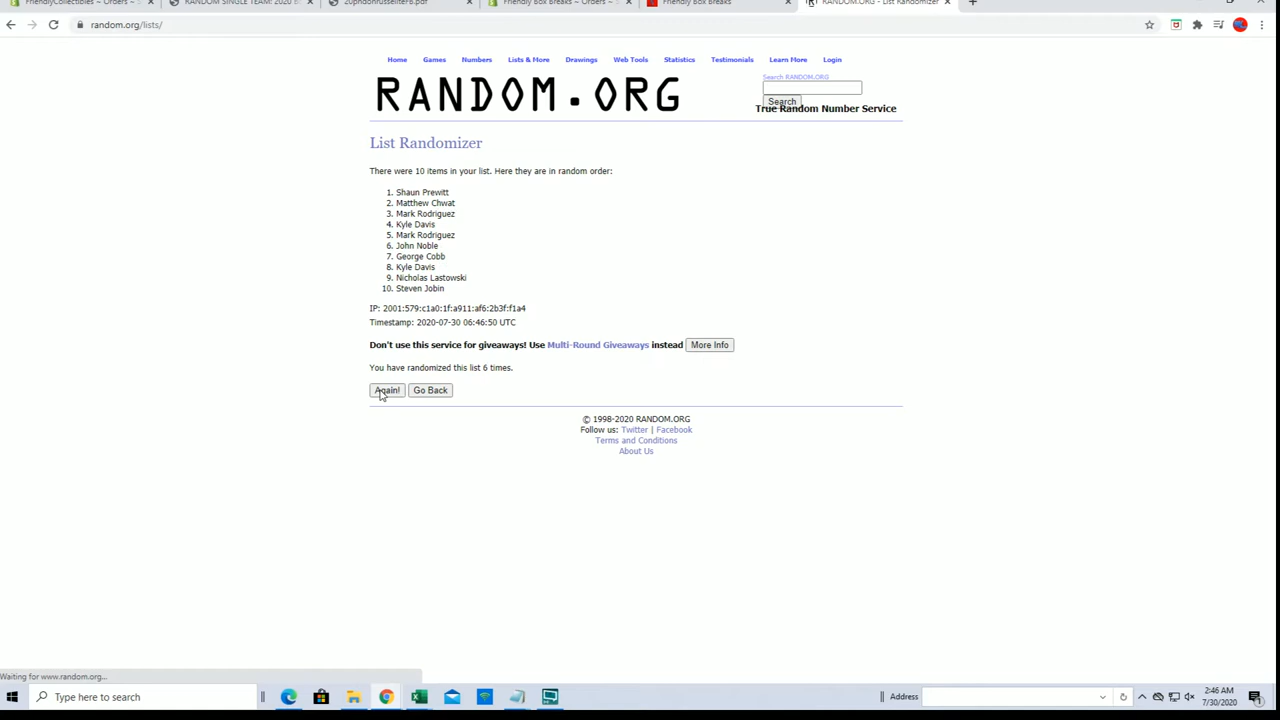 FriendlyCollectibles ~ Orders ~
RANDOM SINGLE TEAM! 2020 B
Friendly Box Breaks ~ Orders ~ S
Friendly Box Breaks
RANDOM.ORG - List Randomizer
random.org/lists/
Home Games Numbers Lists & More Drawings Web Tools Statistics Testimonials Learn More Login
RANDOM.ORG
Search RANDOM.ORG
Search
True Random Number Service
List Randomizer
There were 10 items in your list. Here they are in random order:
1. Shaun Prewitt
2. Matthew Chwat
3. Mark Rodriguez
4. Kyle Davis
5. Mark Rodriguez
6. John Noble
7. George Cobb
8. Kyle Davis
9. Nicholas Lastowski
10. Steven Jobin
IP: 2001:579:c1a0:1f:a911:af6:2b3f:f1a4
Timestamp: 2020-07-30 06:46:50 UTC
Don't use this service for giveaways! Use Multi-Round Giveaways instead More Info
You have randomized this list 6 times.
Again! Go Back
© 1998-2020 RANDOM.ORG
Follow us: Twitter | Facebook
Terms and Conditions
About Us
Waiting for www.random.org...
Type here to search
Address
2:46 AM
7/30/2020